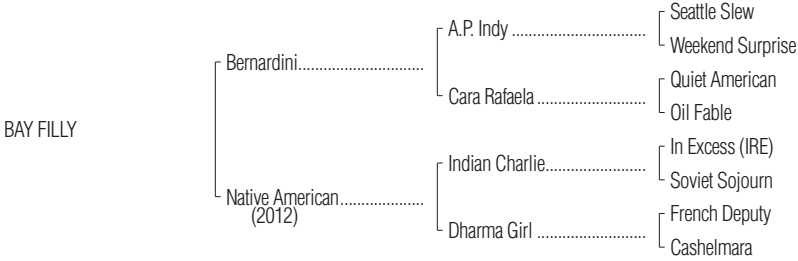 Seattle Slew
A.P. Indy ..............................
Weekend Surprise
Bernardini............................
Quiet American
Cara Rafaela ........................
Oil Fable
BAY FILLY
In Excess (IRE)
Indian Charlie.......................
Soviet Sojourn
Native American...................
(2012)
French Deputy
Dharma Girl ........................
Cashelmara